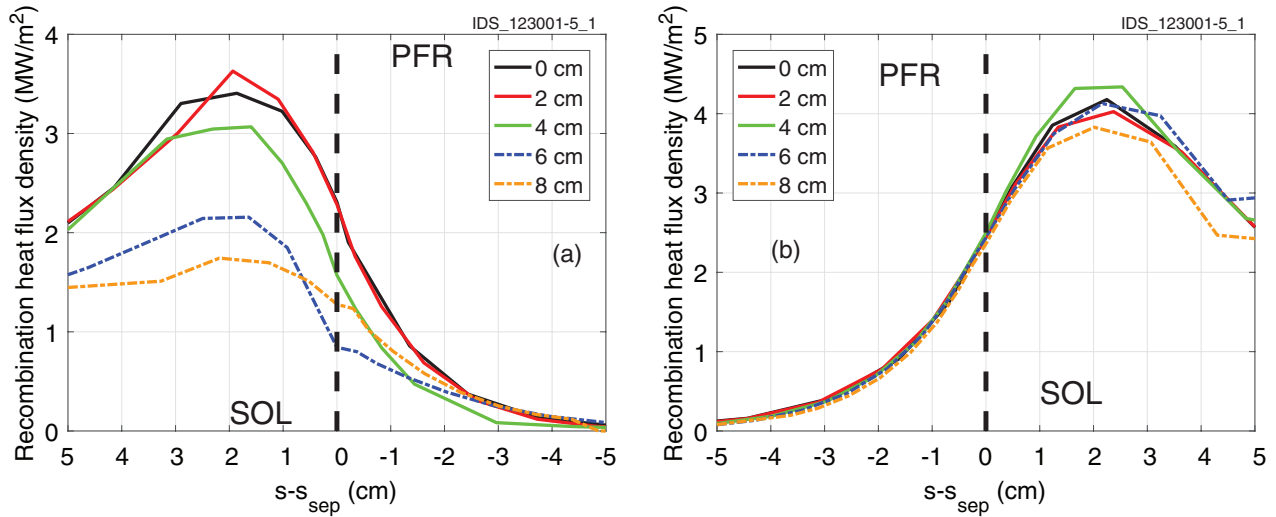 IDS_123001-5_1
Recombination heat flux density (MW/m²)
4
3
2
1
0
PFR
0 cm
2 cm
4 cm
6 cm
8 cm
(a)
SOL
5 4 3 2 1 0 -1 -2 -3 -4 -5
s-s_sep (cm)
IDS_123001-5_1
Recombination heat flux density (MW/m²)
5
4
3
2
1
0
PFR
0 cm
2 cm
4 cm
6 cm
8 cm
(b)
SOL
-5 -4 -3 -2 -1 0 1 2 3 4 5
s-s_sep (cm)